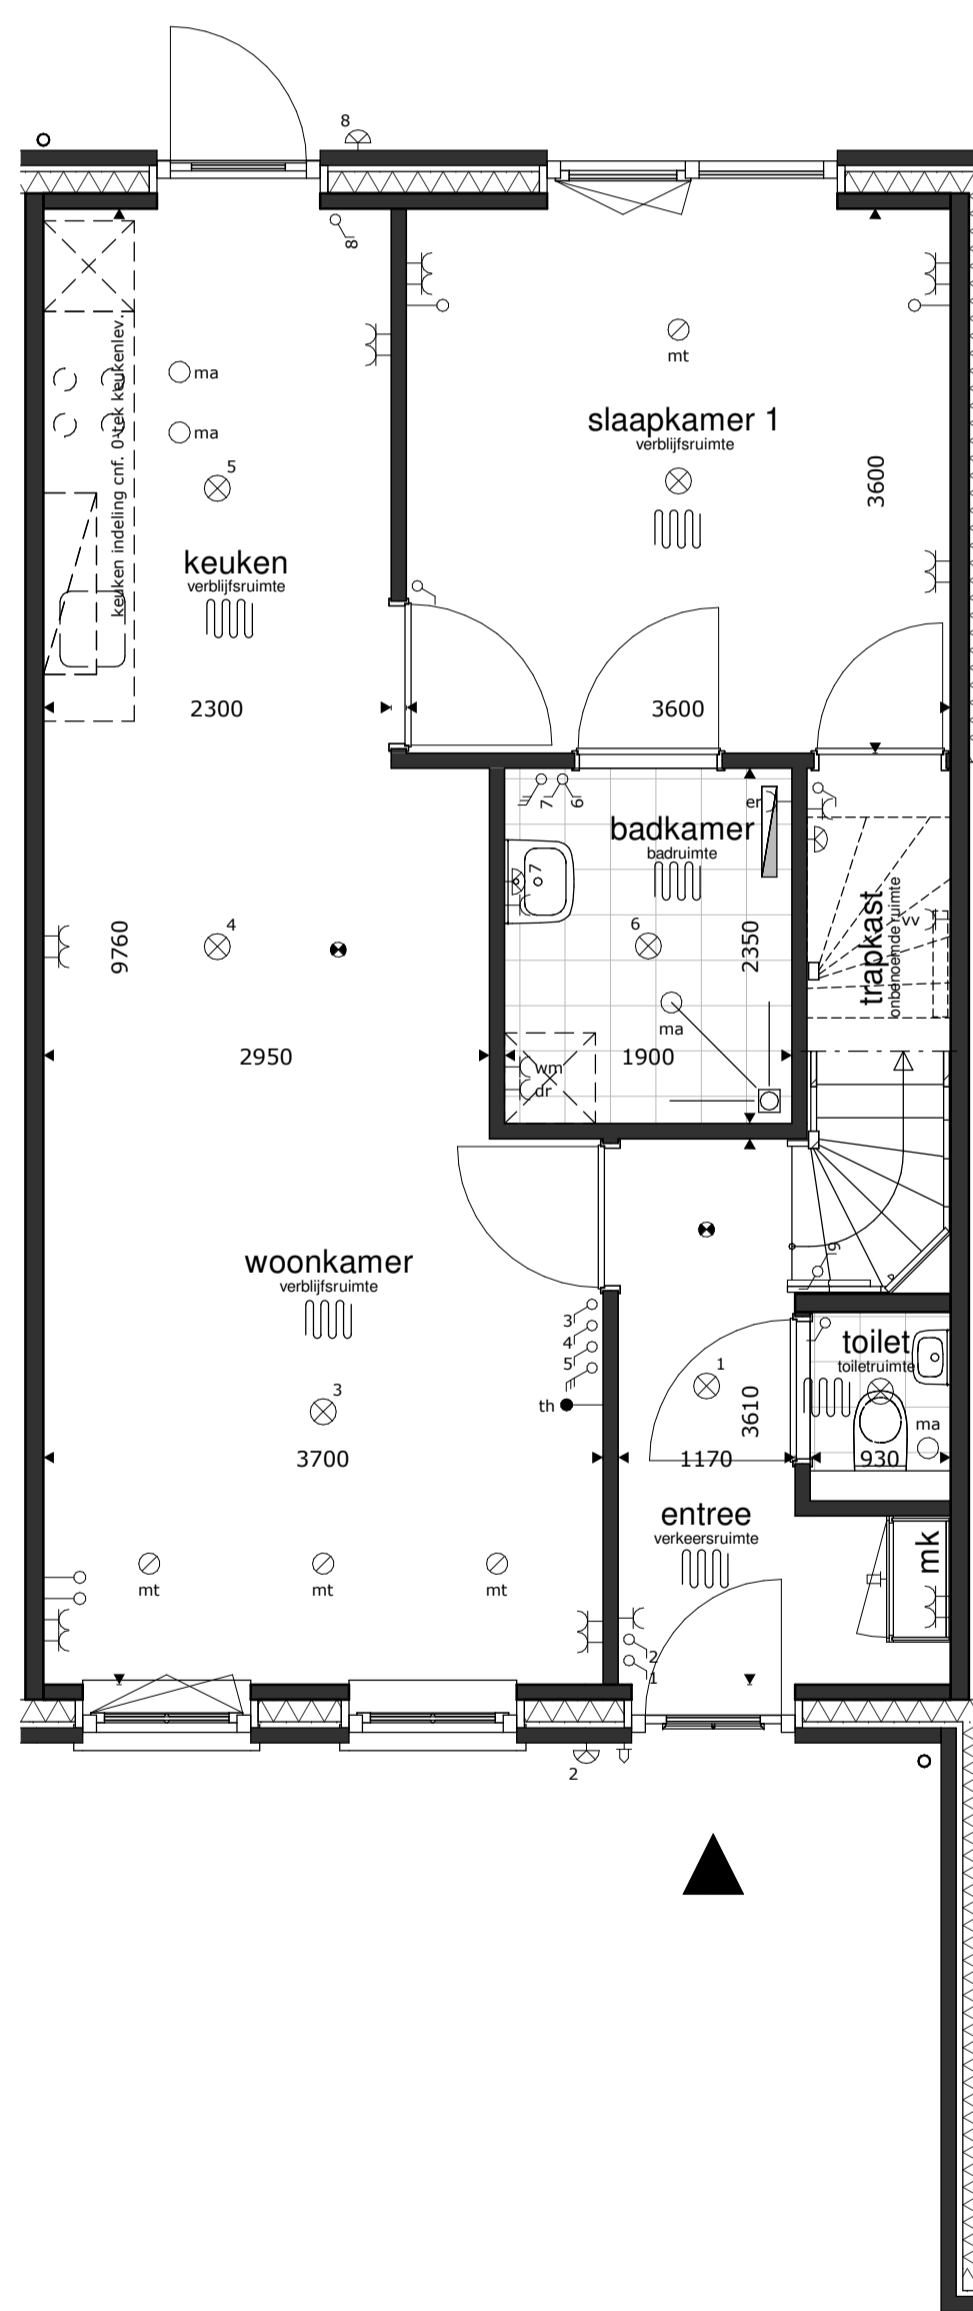 8
8
mt
ma
slaapkamer 1
verblijfsruimte
ma
keuken indeling cnf. 0-tek keukenlev.
5
3600
keuken
verblijfsruimte
2300
3600
7
6
er
badkamer
badruimte
7
trapkast
onbenoemde ruimte
vv
4
9760
6
2350
ma
2950
1900
wm
dr
woonkamer
verblijfsruimte
9
3
4
5
toilet
toiletruimte
1
3
th
3610
ma
3700
1170
930
entree
verkeersruimte
mk
mt
mt
mt
2
1
2